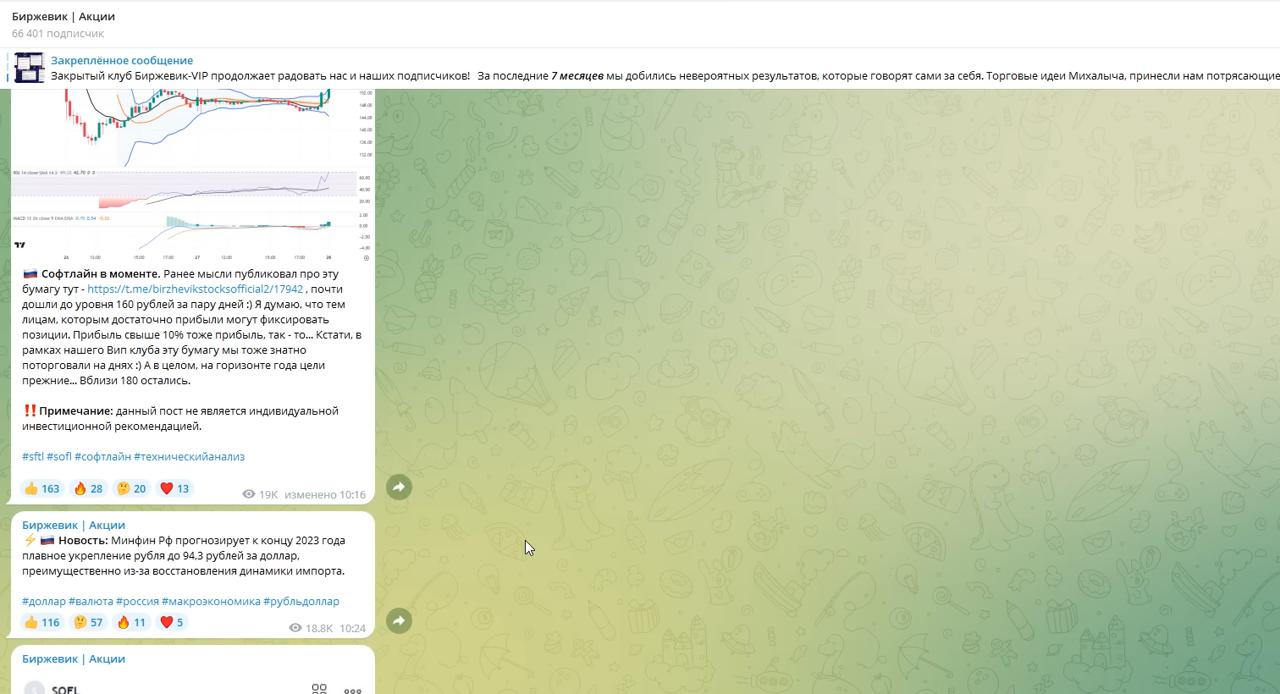 Биржевик | Акции
66 401 подписчик
Закреплённое сообщение
Закрытый клуб Биржевик-VIP продолжает радовать нас и наших подписчиков! За последние 7 месяцев мы добились невероятных результатов, которые говорят сами за себя. Торговые идеи Михалыча, принесли нам потрясающие
Софтлайн в моменте. Ранее мысли публиковал про эту
бумагу тут - https://t.me/birzhevikstocksofficial2/17942 , почти
дошли до уровня 160 рублей за пару дней :) Я думаю, что тем
лицам, которым достаточно прибыли могут фиксировать
позиции. Прибыль свыше 10% тоже прибыль, так - то... Кстати, в
рамках нашего Вип клуба эту бумагу мы тоже знатно
поторговали на днях :) А в целом, на горизонте года цели
прежние... Вблизи 180 остались.
‼️Примечание: данный пост не является индивидуальной
инвестиционной рекомендацией.
#sftl #sofl #софтлайн #техническийанализ
163 28 20 13
19K изменено 10:16
Биржевик | Акции
Новость: Минфин Рф прогнозирует к концу 2023 года
плавное укрепление рубля до 94,3 рублей за доллар,
преимущественно из-за восстановления динамики импорта.
#доллар #валюта #россия #макроэкономика #рубльдоллар
116 57 11 5
18.8K 10:24
Биржевик | Акции
SOFL